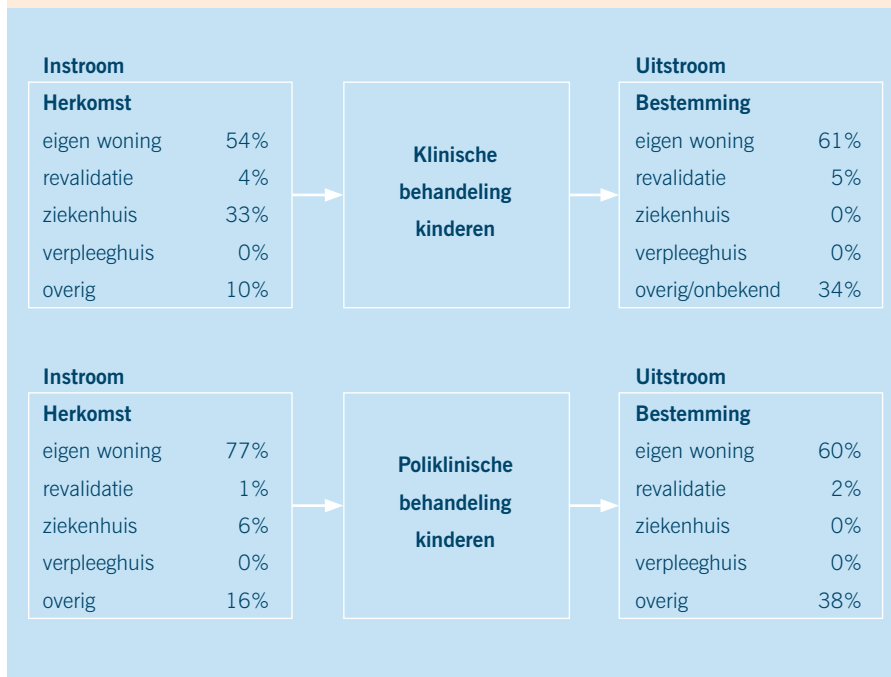 Instroom
Herkomst
eigen woning 54%
revalidatie 4%
ziekenhuis 33%
verpleeghuis 0%
overig 10%
Klinische
behandeling
kinderen
Uitstroom
Bestemming
eigen woning 61%
revalidatie 5%
ziekenhuis 0%
verpleeghuis 0%
overig/onbekend 34%
Instroom
Herkomst
eigen woning 77%
revalidatie 1%
ziekenhuis 6%
verpleeghuis 0%
overig 16%
Poliklinische
behandeling
kinderen
Uitstroom
Bestemming
eigen woning 60%
revalidatie 2%
ziekenhuis 0%
verpleeghuis 0%
overig 38%